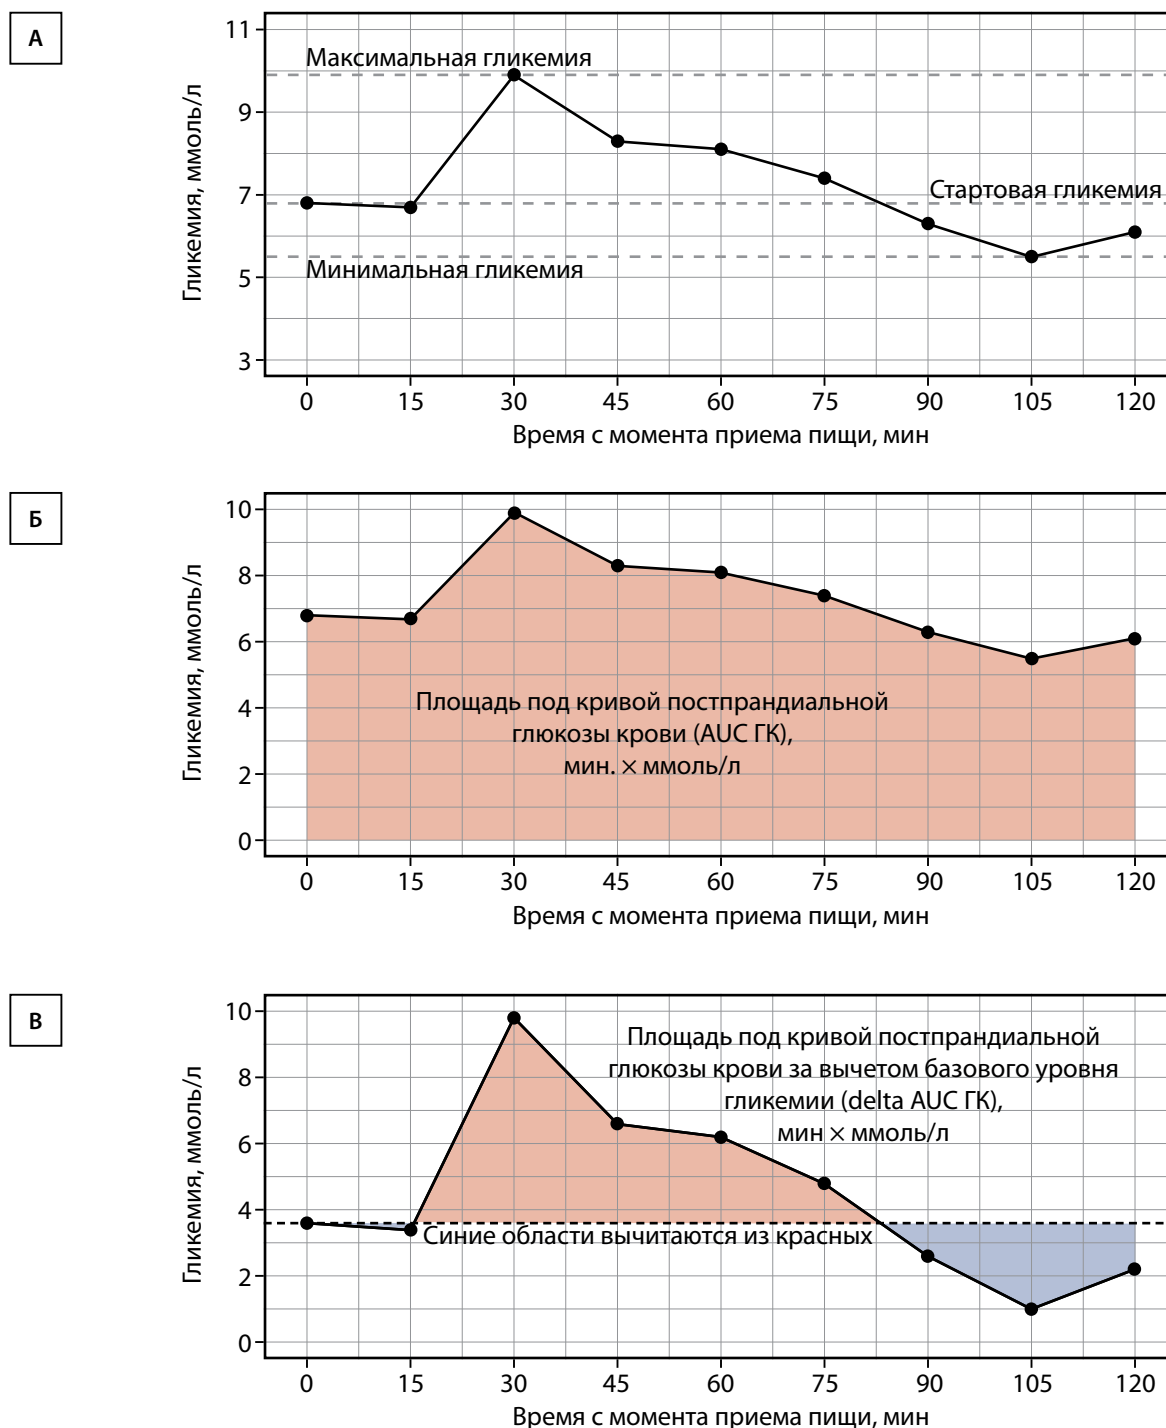 А
11
9
7
5
3
Гликемия, ммоль/л
Максимальная гликемия
Стартовая гликемия
Минимальная гликемия
0 15 30 45 60 75 90 105 120
Время с момента приема пищи, мин
Б
10
8
6
4
2
0
Гликемия, ммоль/л
Площадь под кривой постпрандиальной
глюкозы крови (AUC ГК),
мин. × ммоль/л
0 15 30 45 60 75 90 105 120
Время с момента приема пищи, мин
В
10
8
6
4
2
0
Гликемия, ммоль/л
Площадь под кривой постпрандиальной
глюкозы крови за вычетом базового уровня
гликемии (delta AUC ГК),
мин × ммоль/л
Синие области вычитаются из красных
0 15 30 45 60 75 90 105 120
Время с момента приема пищи, мин